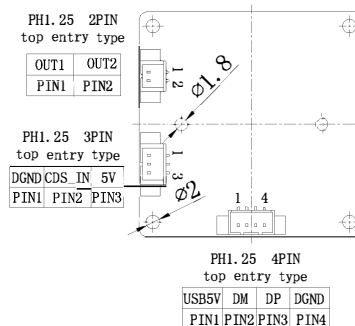 PH1.25 2PIN
top entry type
OUT1 OUT2
PIN1 PIN2
1
2
Ø1.8
PH1.25 3PIN
top entry type
DGND CDS_IN 5V
PIN1 PIN2 PIN3
1
3
Ø2
1 4
PH1.25 4PIN
top entry type
USB5V DM DP DGND
PIN1 PIN2 PIN3 PIN4